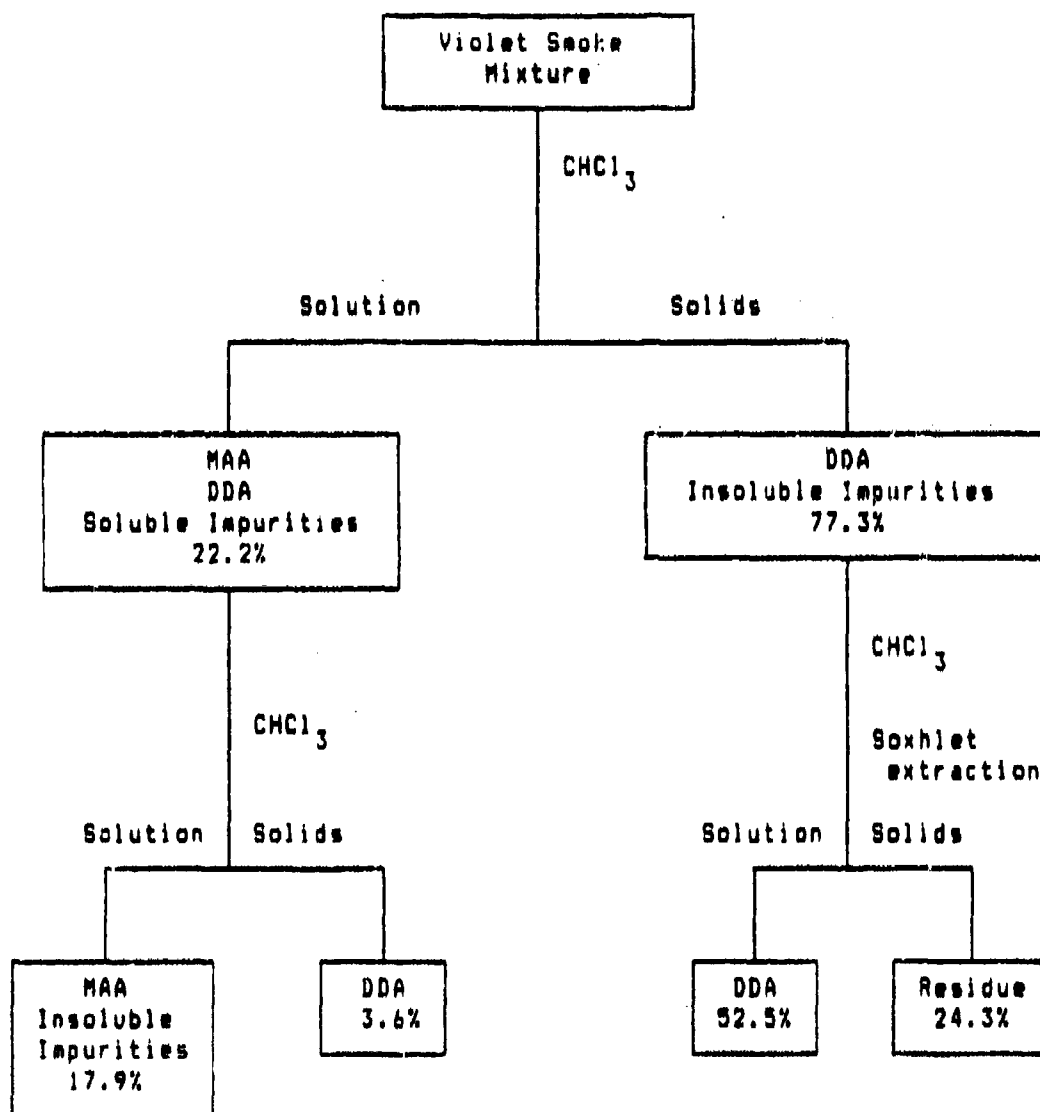 Violet Smoke
Mixture
CHCl3
Solution
Solids
MAA
DDA
Soluble Impurities
22.2%
DDA
Insoluble Impurities
77.3%
CHCl3
CHCl3
Soxhlet
extraction
Solution
Solids
Solution
Solids
MAA
Insoluble
Impurities
17.9%
DDA
3.6%
DDA
52.5%
Residue
24.3%